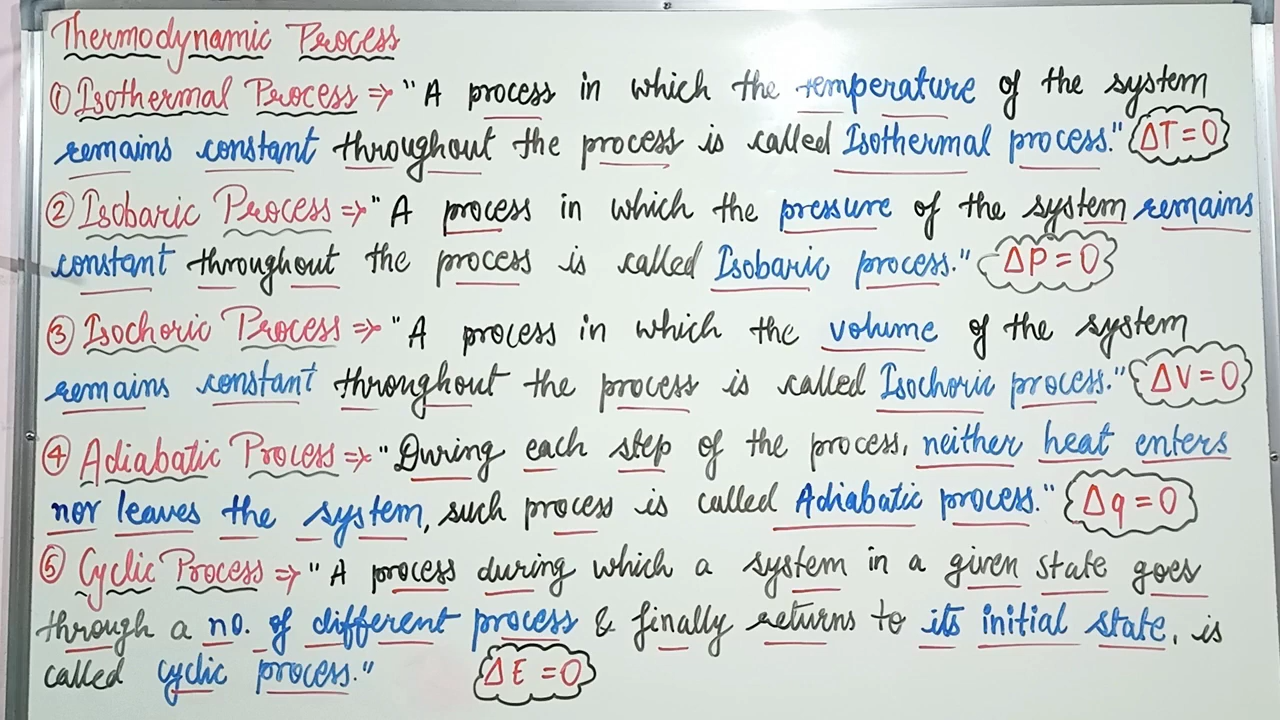 Thermodynamic Process
① Isothermal Process ⇒ "A process in which the temperature of the system
remains constant throughout the process is called Isothermal process." ΔT=0
② Isobaric Process ⇒ "A process in which the pressure of the system remains
constant throughout the process is called Isobaric process." ΔP=0
③ Isochoric Process ⇒ "A process in which the volume of the system
remains constant throughout the process is called Isochoric process." ΔV=0
④ Adiabatic Process ⇒ "During each step of the process, neither heat enters
nor leaves the system, such process is called Adiabatic process." Δq=0
⑤ Cyclic Process ⇒ "A process during which a system in a given state goes
through a no. of different process & finally returns to its initial state, is
called cyclic process." ΔE=0